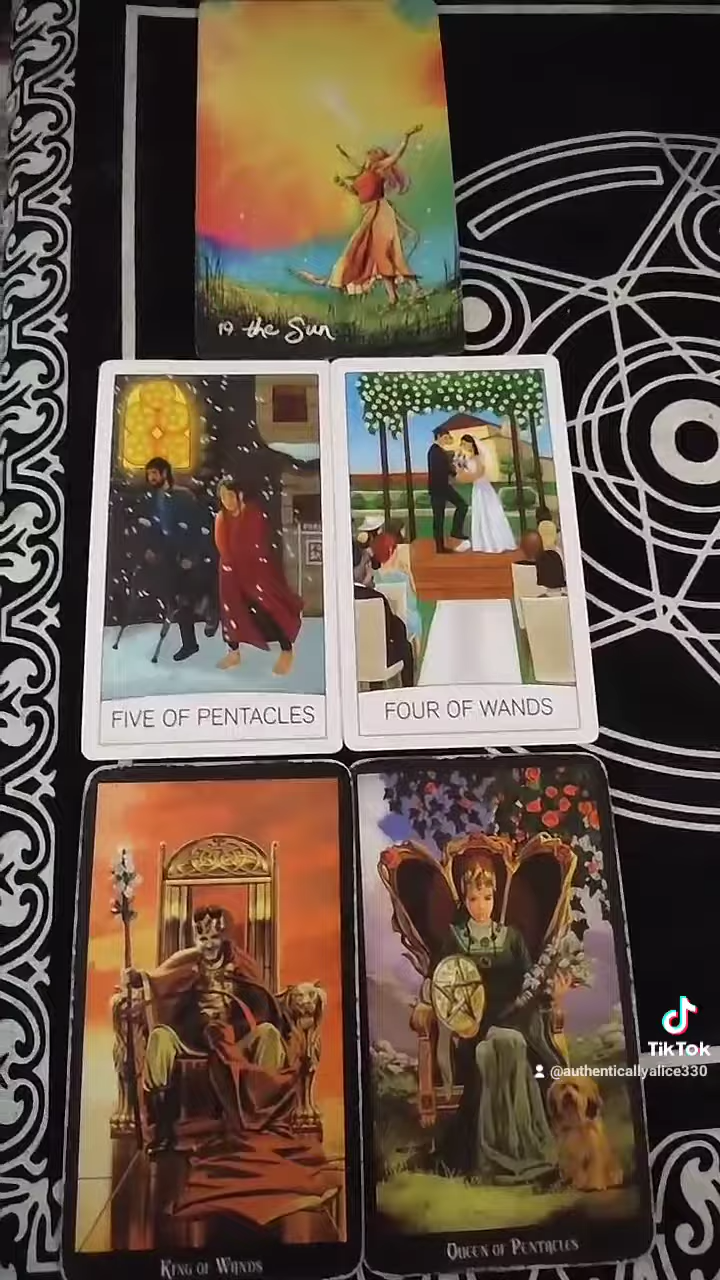 19 the Sun
FIVE OF PENTACLES
FOUR OF WANDS
TikTok
@authenticallyalice330
KING OF WANDS
QUEEN OF PENTACLES